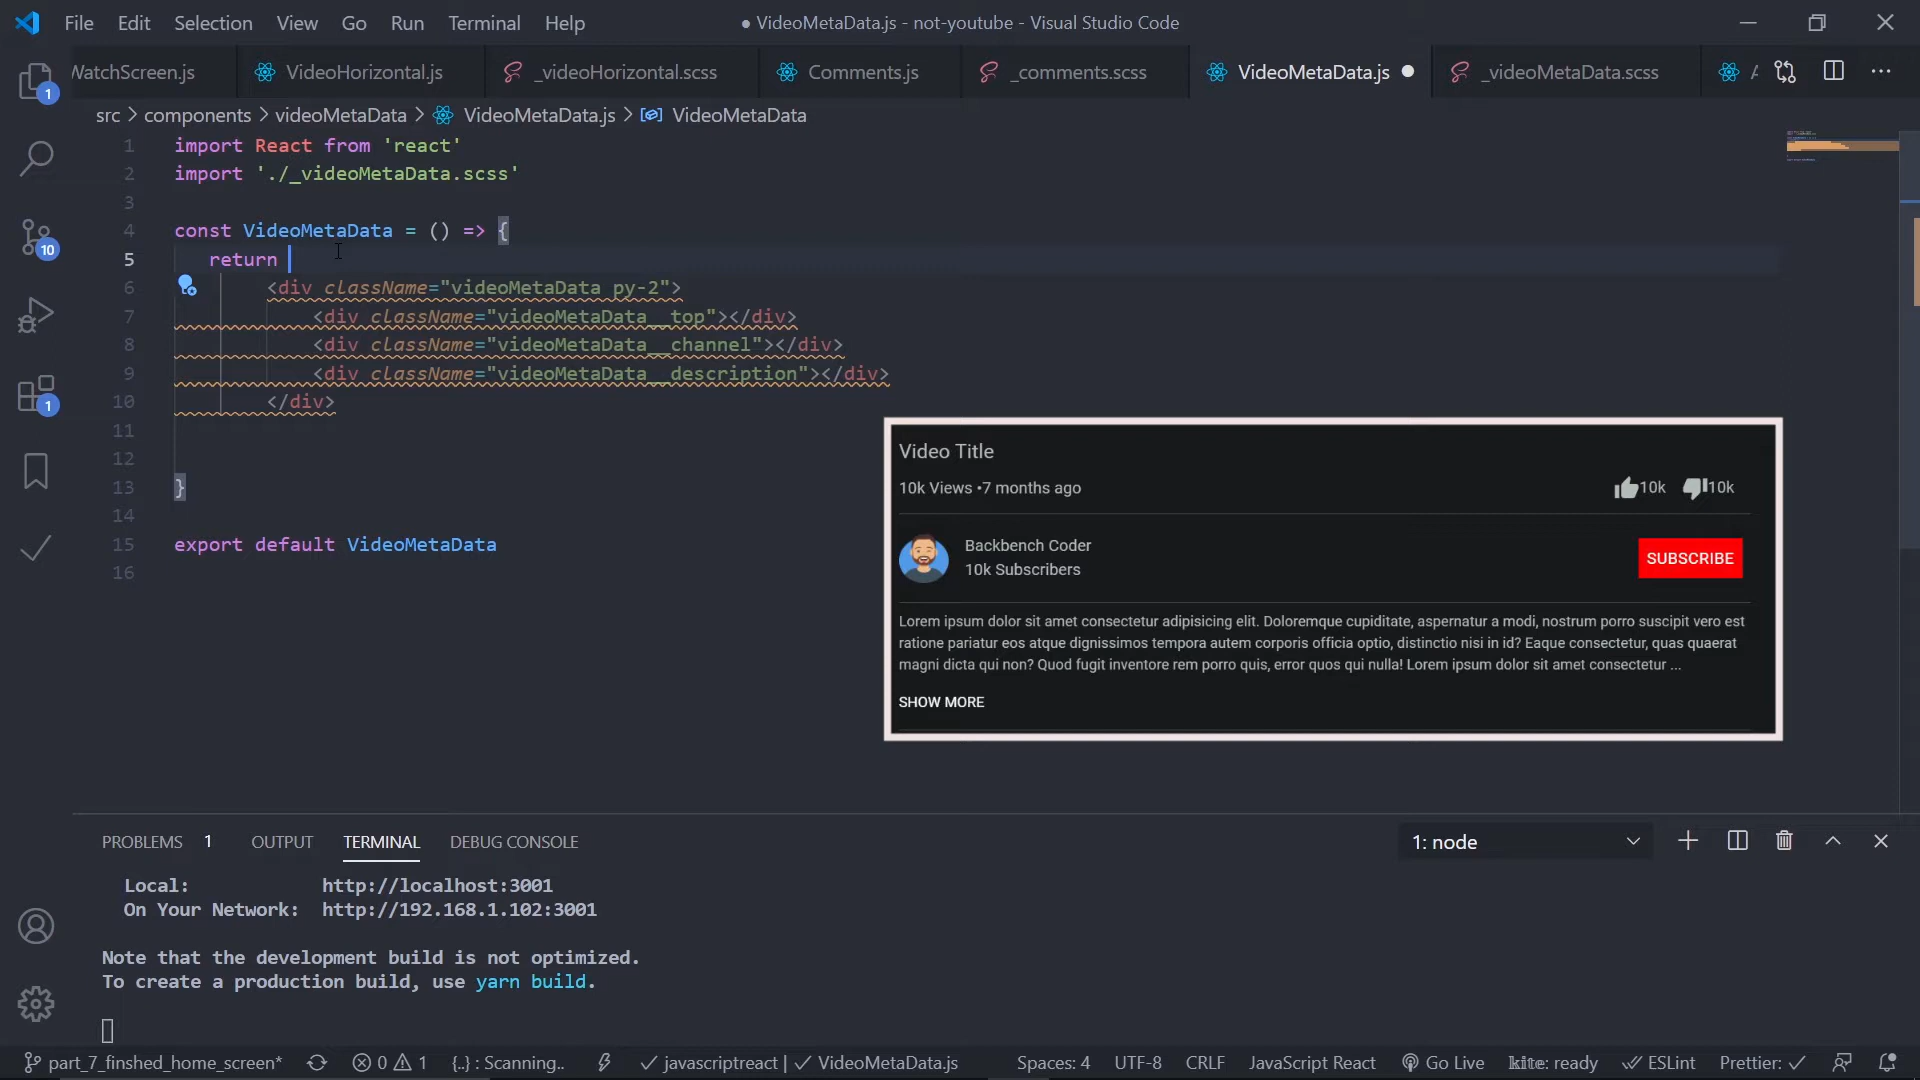 File Edit Selection View Go Run Terminal Help
● VideoMetaData.js - not-youtube - Visual Studio Code
WatchScreen.js VideoHorizontal.js _videoHorizontal.scss Comments.js _comments.scss VideoMetaData.js _videoMetaData.scss
src > components > videoMetaData > VideoMetaData.js > VideoMetaData
1 import React from 'react'
2 import './_videoMetaData.scss'
3
4 const VideoMetaData = () => {
5 return
6 <div className="videoMetaData py-2">
7 <div className="videoMetaData__top"></div>
8 <div className="videoMetaData__channel"></div>
9 <div className="videoMetaData__description"></div>
10 </div>
11
12
13 }
14
15 export default VideoMetaData
16
Video Title
10k Views •7 months ago 10k 10k
Backbench Coder
10k Subscribers
SUBSCRIBE
Lorem ipsum dolor sit amet consectetur adipisicing elit. Doloremque cupiditate, aspernatur a modi, nostrum porro suscipit vero est
ratione pariatur eos atque dignissimos tempora autem corporis officia optio, distinctio nisi in id? Eaque consectetur, quas quaerat
magni dicta qui non? Quod fugit inventore rem porro quis, error quos qui nulla! Lorem ipsum dolor sit amet consectetur ...
SHOW MORE
PROBLEMS 1 OUTPUT TERMINAL DEBUG CONSOLE 1: node
Local: http://localhost:3001
On Your Network: http://192.168.1.102:3001
Note that the development build is not optimized.
To create a production build, use yarn build.
1
10
1
part_7_finshed_home_screen* 0 1 {..} : Scanning.. javascriptreact | VideoMetaData.js Spaces: 4 UTF-8 CRLF JavaScript React Go Live kite: ready ESLint Prettier: ✓